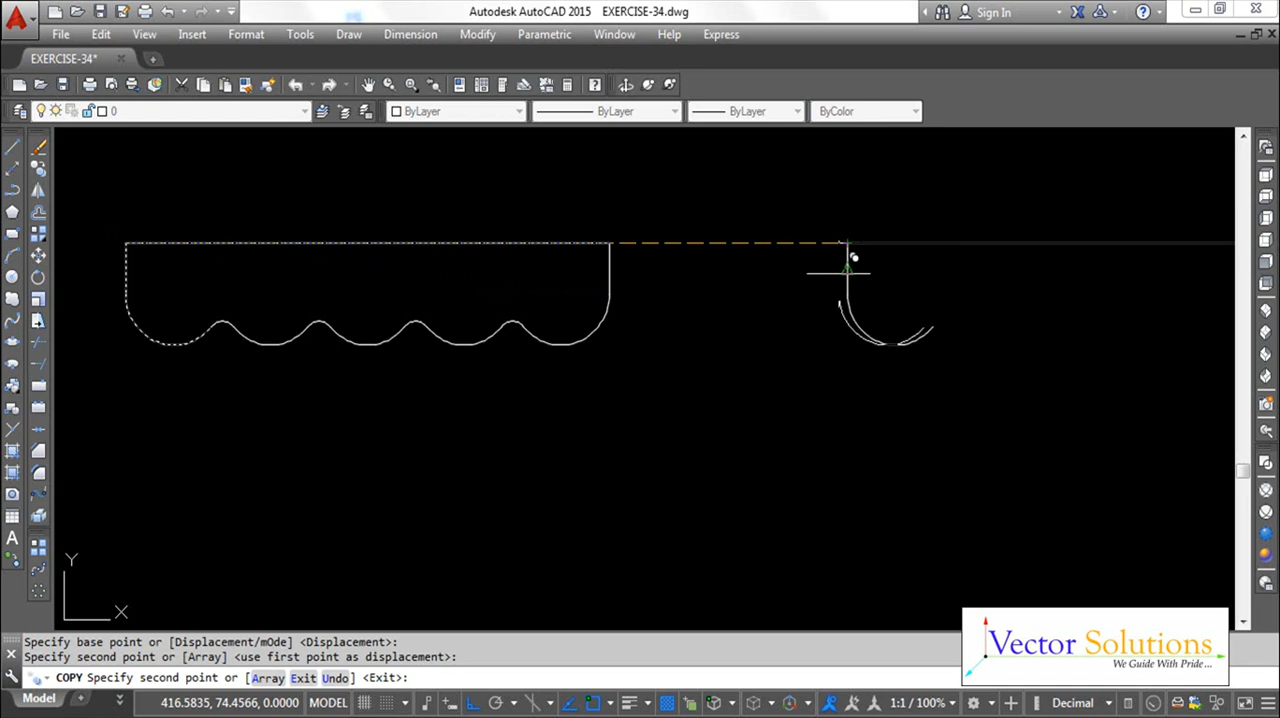 Autodesk AutoCAD 2015 EXERCISE-34.dwg
Sign In
File Edit View Insert Format Tools Draw Dimension Modify Parametric Window Help Express
EXERCISE-34*
0
ByLayer
ByLayer
ByLayer
ByColor
A
Y
X
Specify base point or [Displacement/mOde] <Displacement>:
Specify second point or [Array] <use first point as displacement>:
COPY Specify second point or [Array Exit Undo] <Exit>:
Vector Solutions
We Guide With Pride...
Model
416.5835, 74.4566, 0.0000 MODEL
1:1 / 100%
Decimal